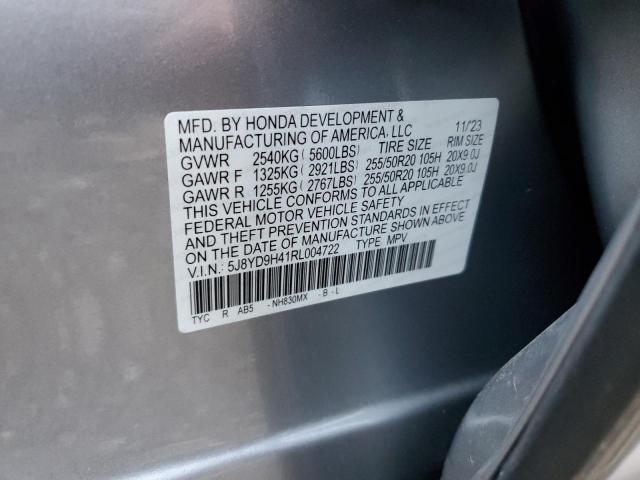 MFD. BY HONDA DEVELOPMENT &
MANUFACTURING OF AMERICA, LLC 11/'23
GVWR 2540KG ( 5600LBS) TIRE SIZE RIM SIZE
GAWR F 1325KG ( 2921LBS) 255/50R20 105H 20X9.0J
GAWR R 1255KG ( 2767LBS) 255/50R20 105H 20X9.0J
THIS VEHICLE CONFORMS TO ALL APPLICABLE
FEDERAL MOTOR VEHICLE SAFETY
AND THEFT PREVENTION STANDARDS IN EFFECT
ON THE DATE OF MANUFACTURE SHOWN ABOVE.
V.I.N.: 5J8YD9H41RL004722 TYPE MPV
TYC R AB5 -NH830MX -B-L-